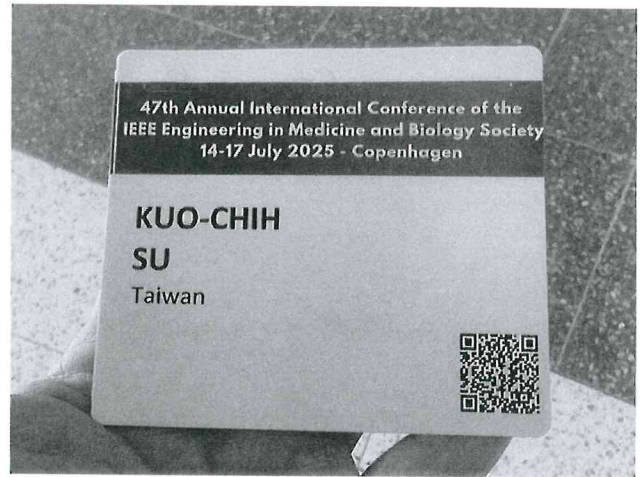 47th Annual International Conference of the
IEEE Engineering in Medicine and Biology Society
14-17 July 2025 - Copenhagen
KUO-CHIH
SU
Taiwan